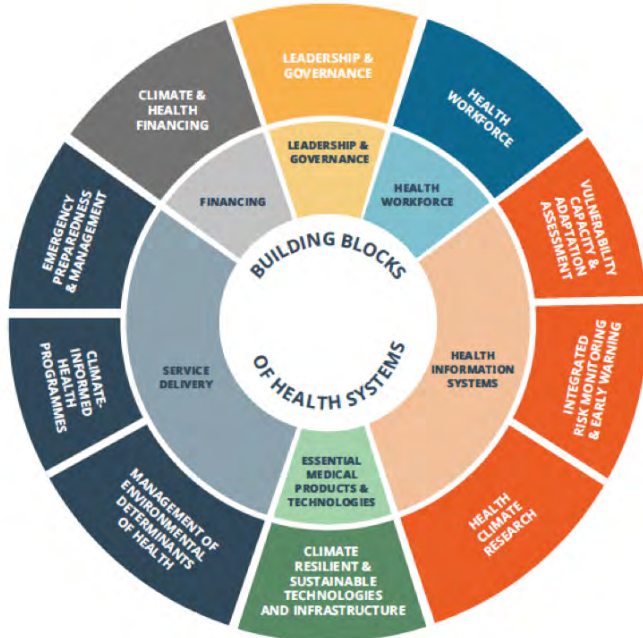 LEADERSHIP &
GOVERNANCE
HEALTH
WORKFORCE
VULNERABILITY
CAPACITY &
ADAPTATION
ASSESSMENT
INTEGRATED
RISK MONITORING
& EARLY WARNING
HEALTH
CLIMATE
RESEARCH
CLIMATE
RESILIENT &
SUSTAINABLE
TECHNOLOGIES
AND INFRASTRUCTURE
MANAGEMENT OF
ENVIRONMENTAL
DETERMINANTS
OF HEALTH
CLIMATE-
INFORMED
HEALTH
PROGRAMMES
EMERGENCY
PREPAREDNESS
& MANAGEMENT
CLIMATE &
HEALTH
FINANCING
LEADERSHIP &
GOVERNANCE
HEALTH
WORKFORCE
HEALTH
INFORMATION
SYSTEMS
ESSENTIAL
MEDICAL
PRODUCTS &
TECHNOLOGIES
SERVICE
DELIVERY
FINANCING
BUILDING BLOCKS
OF HEALTH SYSTEMS